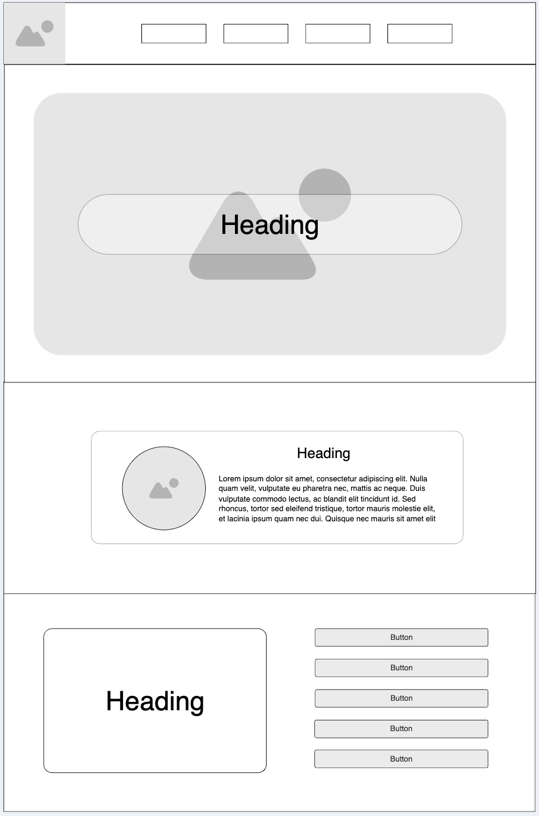 Heading
Heading
Lorem ipsum dolor sit amet, consectetur adipiscing elit. Nulla
quam velit, vulputate eu pharetra nec, mattis ac neque. Duis
vulputate commodo lectus, ac blandit elit tincidunt id. Sed
rhoncus, tortor sed eleifend tristique, tortor mauris molestie elit,
et lacinia ipsum quam nec dui. Quisque nec mauris sit amet elit
Heading
Button
Button
Button
Button
Button